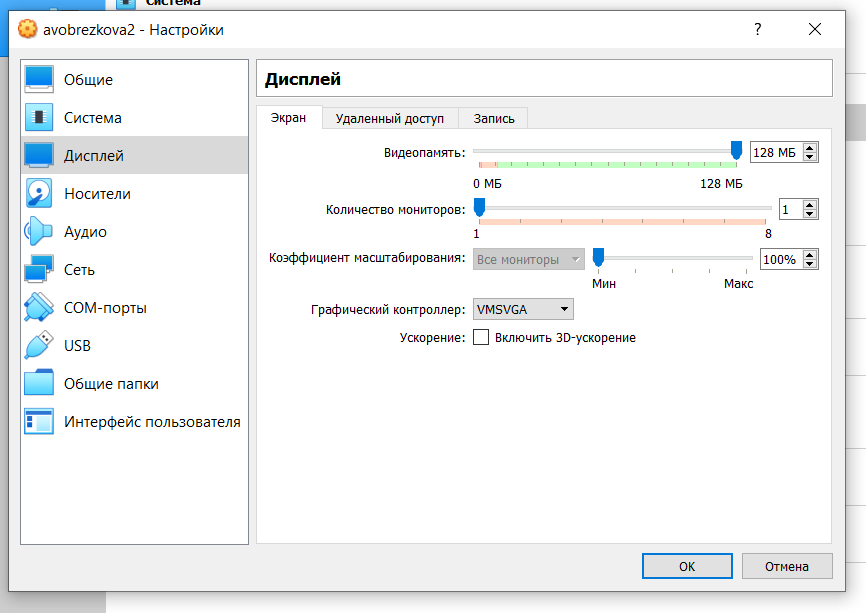 Система
avobrezkova2 - Настройки
?
Общие
Система
Дисплей
Носители
Аудио
Сеть
COM-порты
USB
Общие папки
Интерфейс пользователя
Дисплей
Экран Удаленный доступ Запись
Видеопамять: 128 МБ
0 МБ 128 МБ
Количество мониторов: 1
1 8
Коэффициент масштабирования: Все мониторы 100%
Мин Макс
Графический контроллер: VMSVGA
Ускорение: Включить 3D-ускорение
OK Отмена